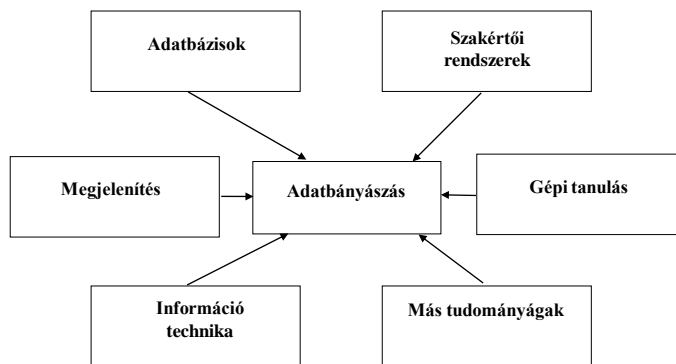 Adatbázisok
Szakértői
rendszerek
Megjelenítés
Adatbányászás
Gépi tanulás
Információ
technika
Más tudományágak